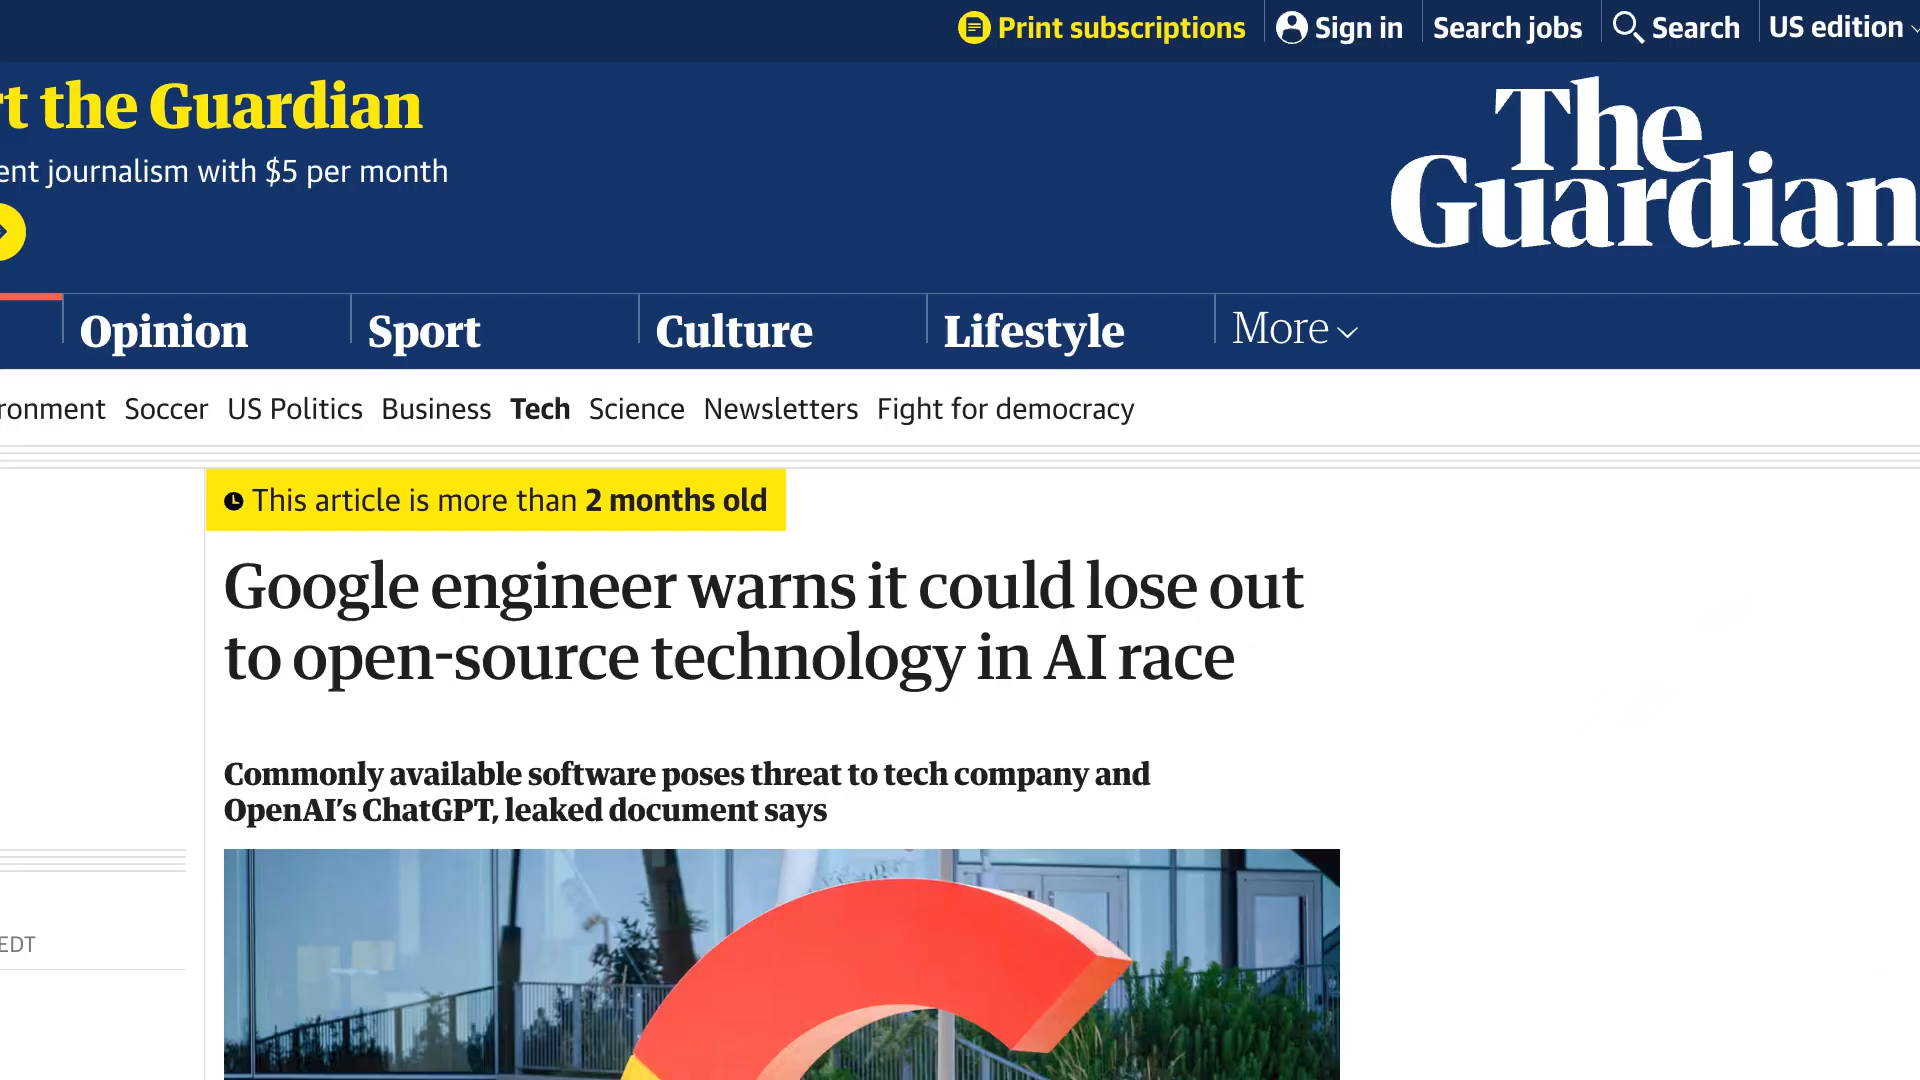 Print subscriptions
Sign in
Search jobs
Search
US edition
rt the Guardian
ent journalism with $5 per month
The
Guardian
Opinion
Sport
Culture
Lifestyle
More
ronment Soccer US Politics Business Tech Science Newsletters Fight for democracy
This article is more than 2 months old
Google engineer warns it could lose out
to open-source technology in AI race
Commonly available software poses threat to tech company and
OpenAI’s ChatGPT, leaked document says
EDT